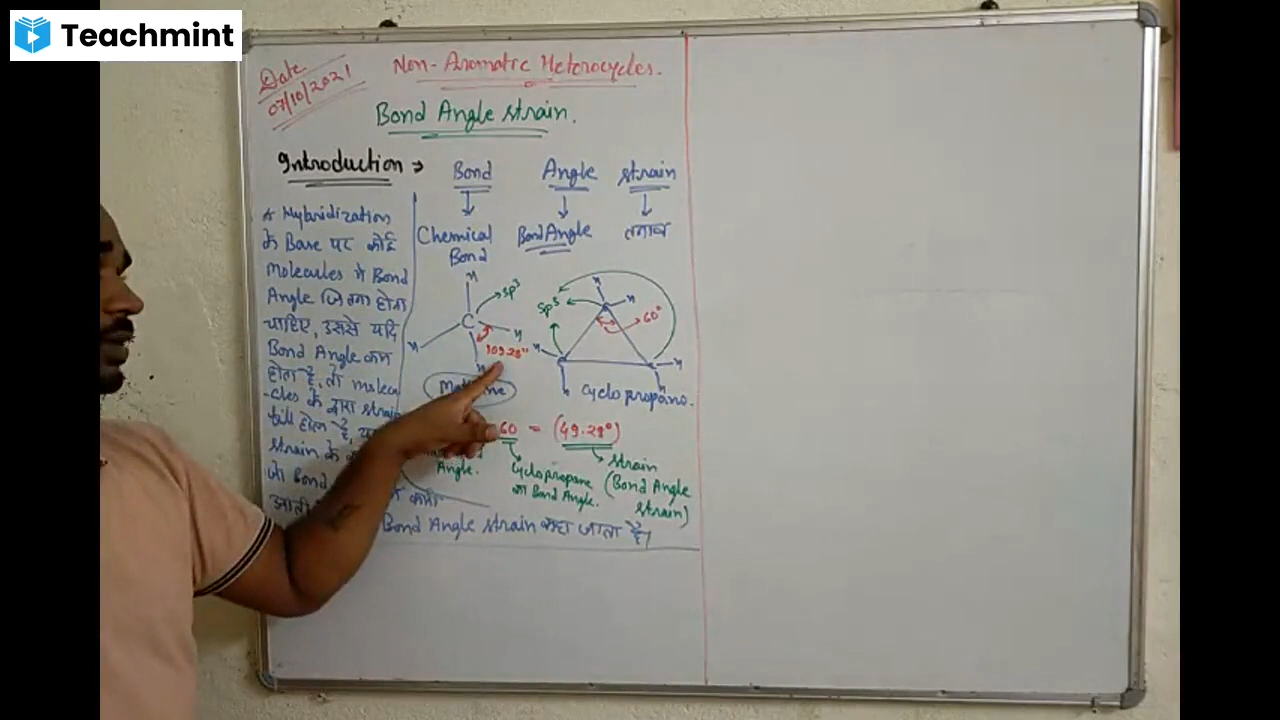 Teachmint
Date
07/10/2021
Non-Aromatic Heterocycles.
Bond Angle strain.
Introduction →
Bond Angle strain
Chemical Bond
Bond Angle
तनाव
* Hybridization
के Base पर कोई
Molecules मे Bond
Angle जितना होना
चाहिए, उससे यदि
Bond Angle कम
होता है, तो molecu
-cles के द्वारा strain
fill होता है,
strain के
जो Bond
आती
Bond Angle strain कहा जाता है।
H
C
H
H
H
sp³
109.28"
H
H
sp³
60°
H
H
H
H
Cyclopropane.
60 = (49.28°)
Angle.
Cyclopropane
का Bond Angle.
strain
(Bond Angle
strain)